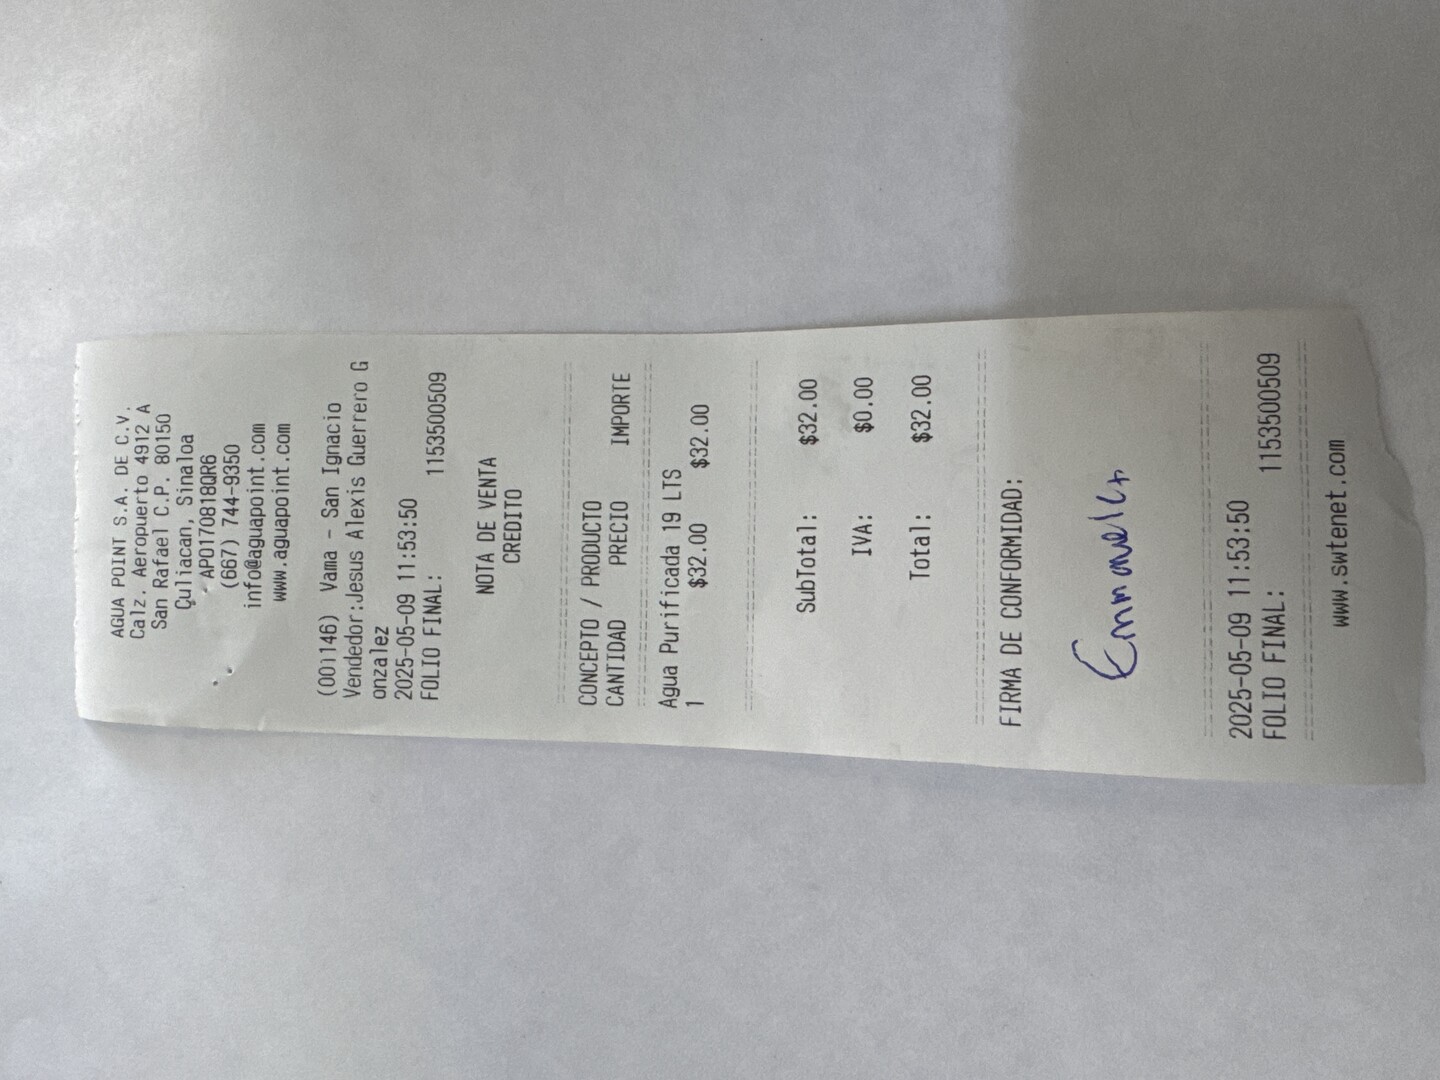 AGUA POINT S.A. DE C.V.
Calz. Aeropuerto 4912 A
San Rafael C.P. 80150
Culiacan, Sinaloa
APO170818QR6
(667) 744-9350
info@aguapoint.com
www.aguapoint.com
(001146) Vama - San Ignacio
Vendedor:Jesus Alexis Guerrero G
onzalez
2025-05-09 11:53:50
FOLIO FINAL: 1153500509
NOTA DE VENTA
CREDITO
CONCEPTO / PRODUCTO
CANTIDAD PRECIO IMPORTE
Agua Purificada 19 LTS
1 $32.00 $32.00
SubTotal: $32.00
IVA: $0.00
Total: $32.00
FIRMA DE CONFORMIDAD:
2025-05-09 11:53:50
FOLIO FINAL: 1153500509
www.swtenet.com